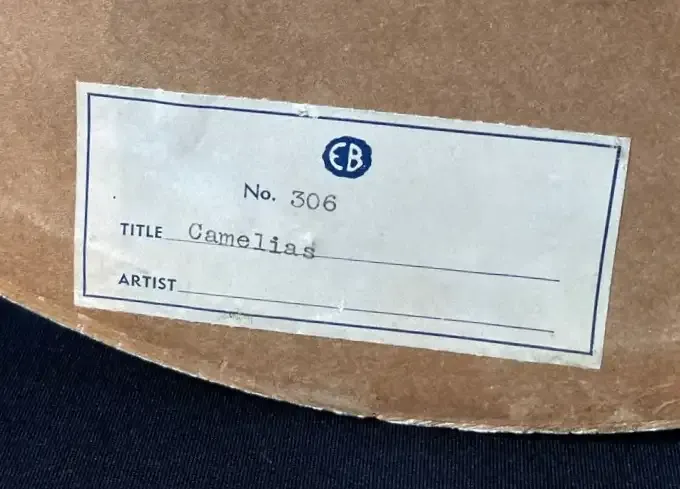 EB
No. 306
TITLE Camelias
ARTIST